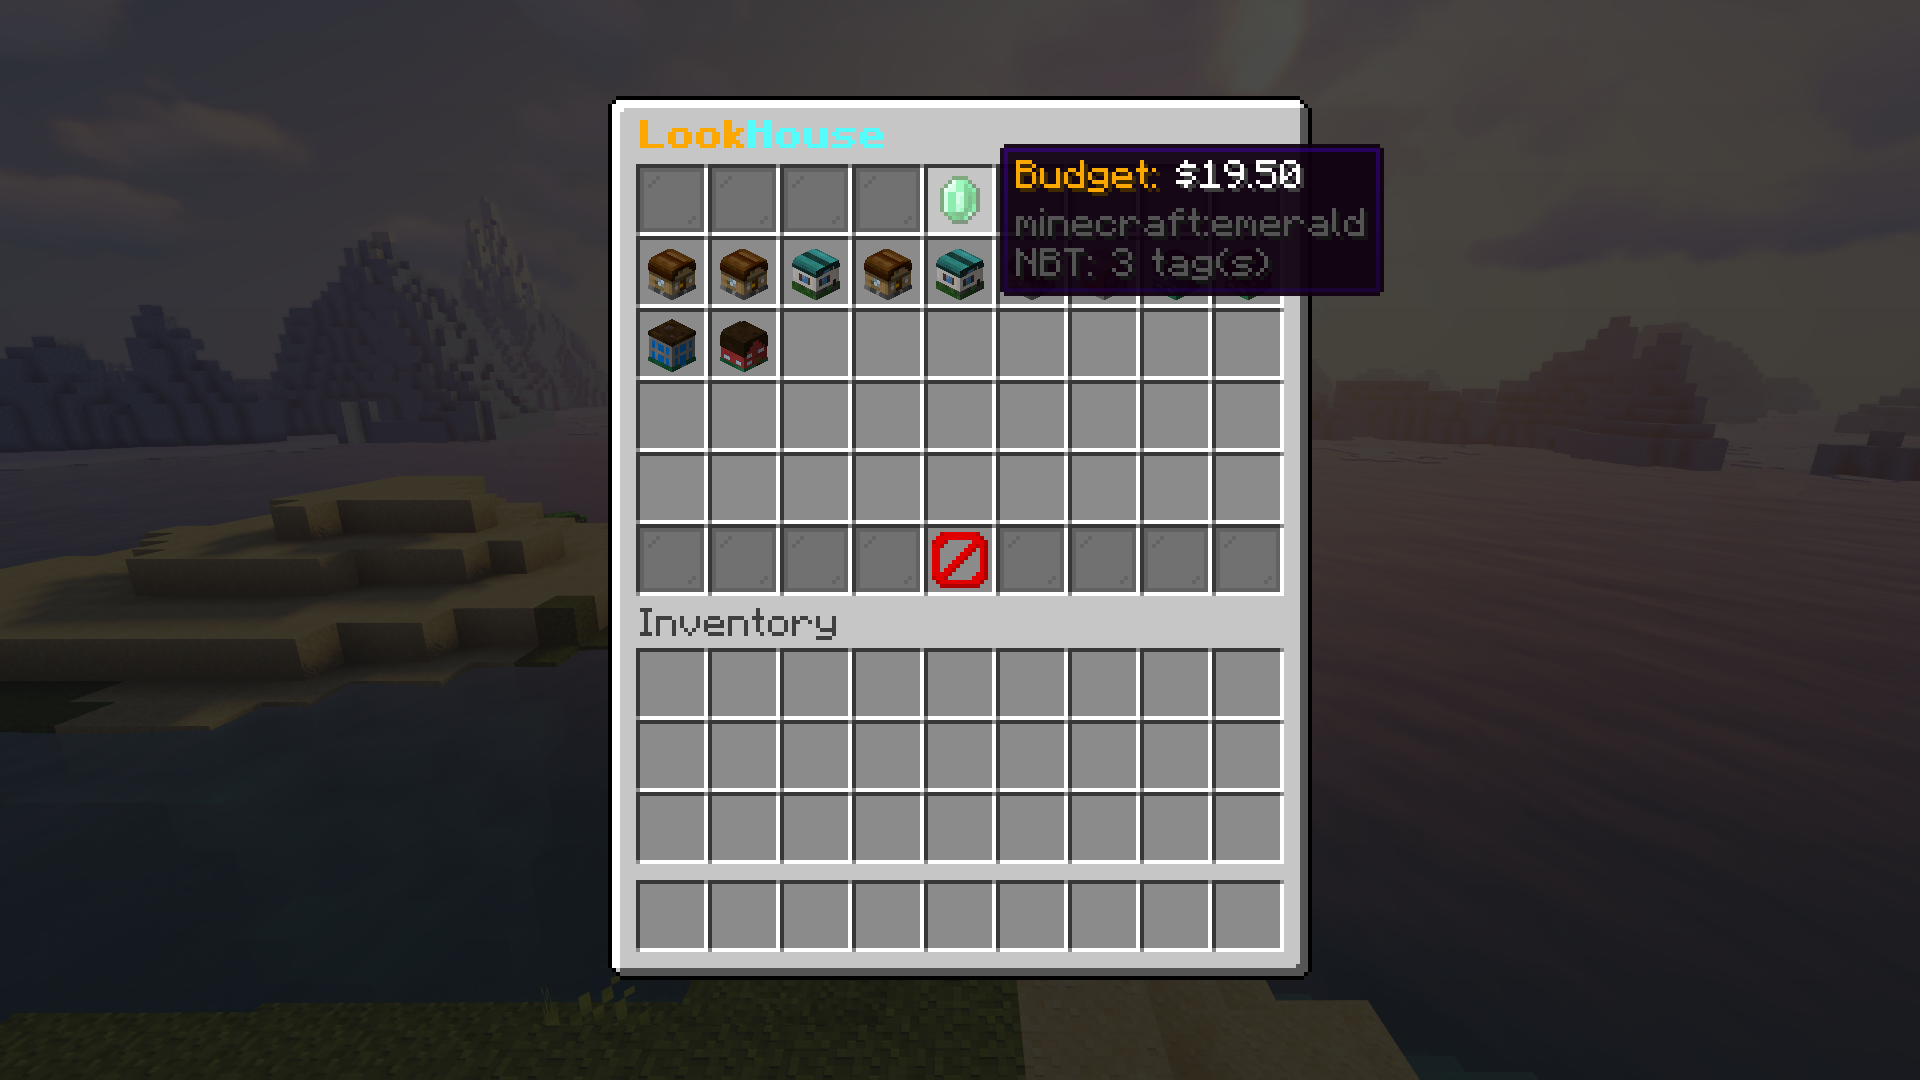 LookHouse
Budget: $19.50
minecraft:emerald
NBT: 3 tag(s)
Inventory